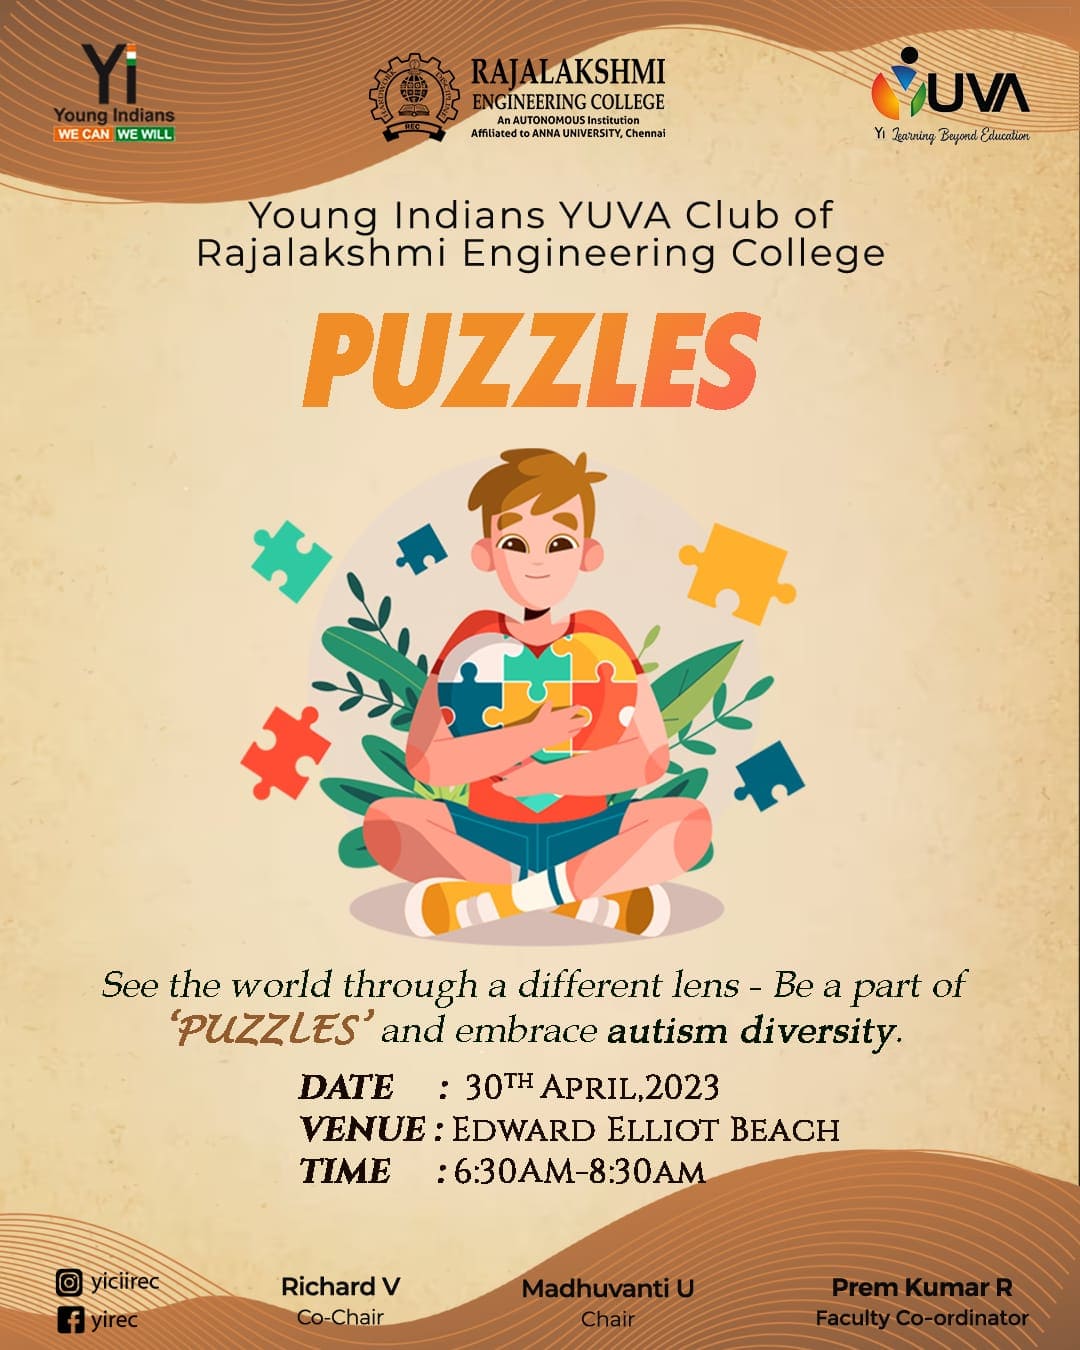 Yi
Young Indians
WE CAN WE WILL
RAJALAKSHMI
ENGINEERING COLLEGE
An AUTONOMOUS Institution
Affiliated to ANNA UNIVERSITY, Chennai
HARDWORK DISCIPLINE
REC
YUVA
Yi Learning Beyond Education
Young Indians YUVA Club of
Rajalakshmi Engineering College
PUZZLES
See the world through a different lens - Be a part of
‘PUZZLES’ and embrace autism diversity.
DATE : 30TH APRIL,2023
VENUE : EDWARD ELLIOT BEACH
TIME : 6:30AM-8:30AM
yiciirec
yirec
Richard V
Co-Chair
Madhuvanti U
Chair
Prem Kumar R
Faculty Co-ordinator